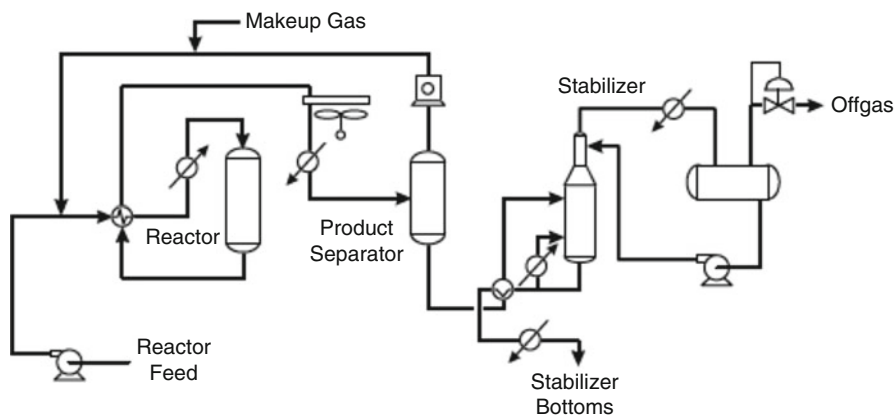 Makeup Gas
Stabilizer
Offgas
Reactor
Product
Separator
Reactor
Feed
Stabilizer
Bottoms